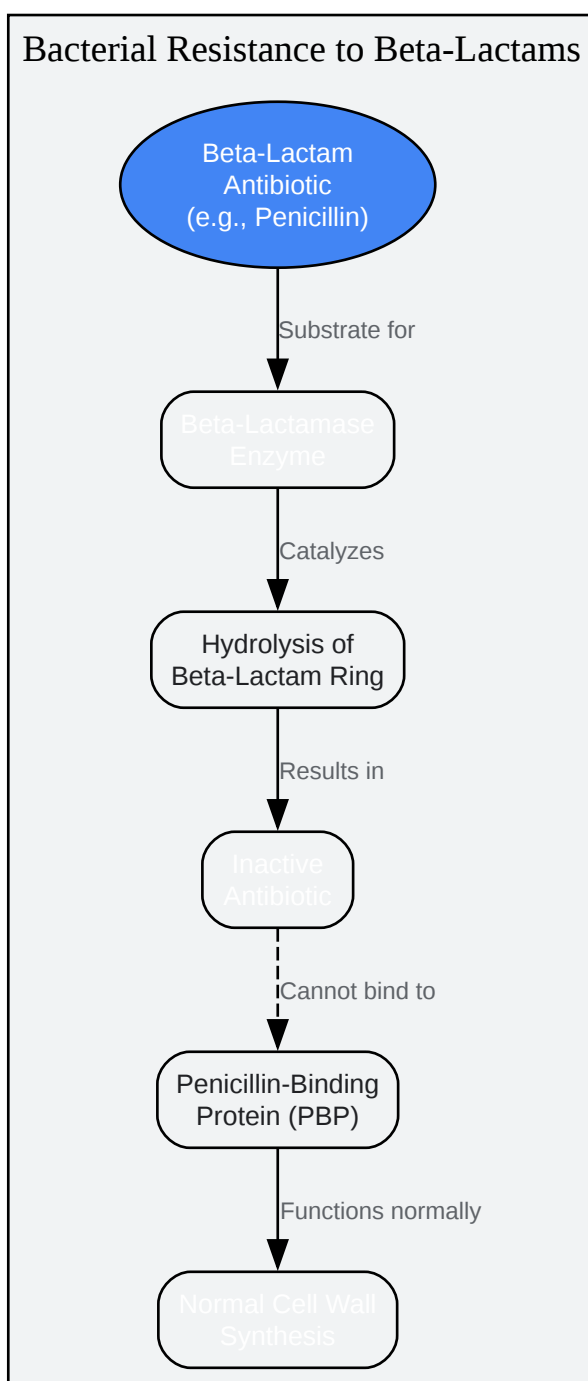 Bacterial Resistance to Beta-Lactams
Beta-Lactam
Antibiotic
(e.g., Penicillin)
Substrate for
Beta-Lactamase
Enzyme
Catalyzes
Hydrolysis of
Beta-Lactam Ring
Results in
Inactive
Antibiotic
Cannot bind to
Penicillin-Binding
Protein (PBP)
Functions normally
Normal Cell Wall
Synthesis